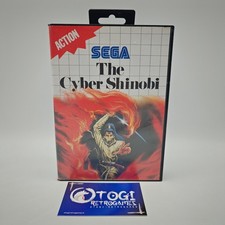 ACTION
SEGA
The
Cyber Shinobi
OTOGI
RETROGAMES